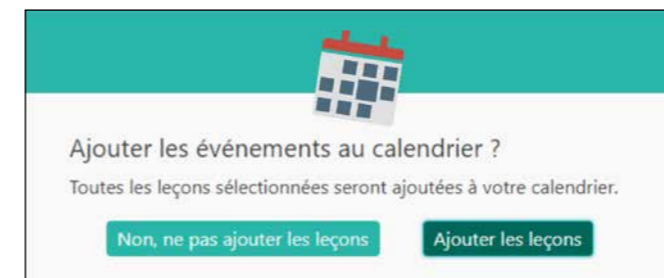 Ajouter les événements au calendrier ?
Toutes les leçons sélectionnées seront ajoutées à votre calendrier.
Non, ne pas ajouter les leçons
Ajouter les leçons